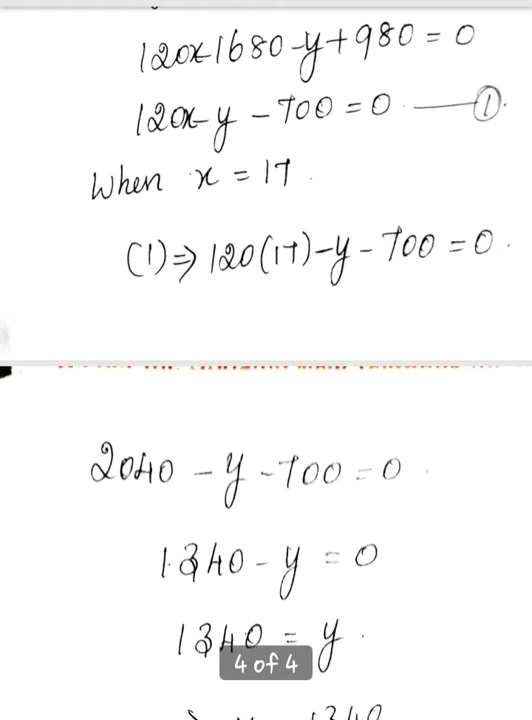 120x-1680-y+980=0
120x-y-700=0 ——①.
When x=17.
(1)⇒120(17)-y-700=0.
2040-y-700=0.
1340-y=0
1340=y.
4 of 4
1340